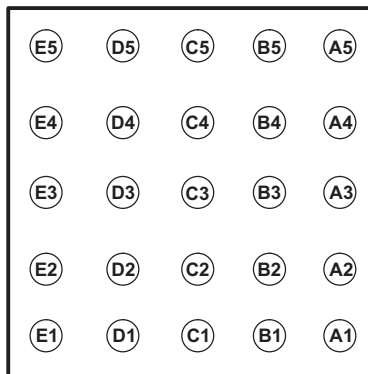 E5 D5 C5 B5 A5
E4 D4 C4 B4 A4
E3 D3 C3 B3 A3
E2 D2 C2 B2 A2
E1 D1 C1 B1 A1